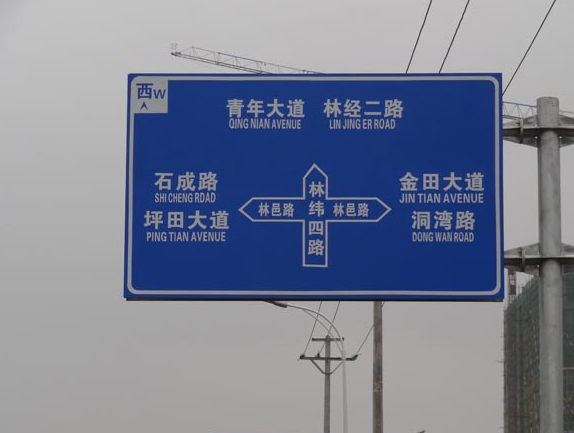 西W
青年大道 林经二路
QING NIAN AVENUE LIN JING ER ROAD
石成路
SHI CHENG ROAD
坪田大道
PING TIAN AVENUE
林邑路
林纬四路
林邑路
金田大道
JIN TIAN AVENUE
洞湾路
DONG WAN ROAD